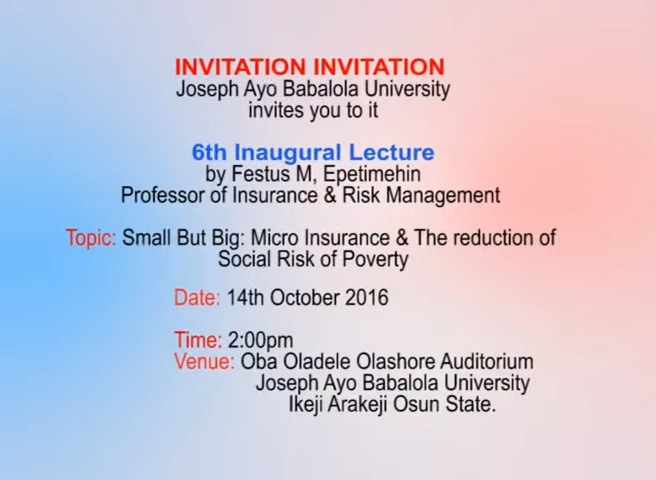 INVITATION INVITATION
Joseph Ayo Babalola University
invites you to it
6th Inaugural Lecture
by Festus M, Epetimehin
Professor of Insurance & Risk Management
Topic: Small But Big: Micro Insurance & The reduction of
Social Risk of Poverty
Date: 14th October 2016
Time: 2:00pm
Venue: Oba Oladele Olashore Auditorium
Joseph Ayo Babalola University
Ikeji Arakeji Osun State.